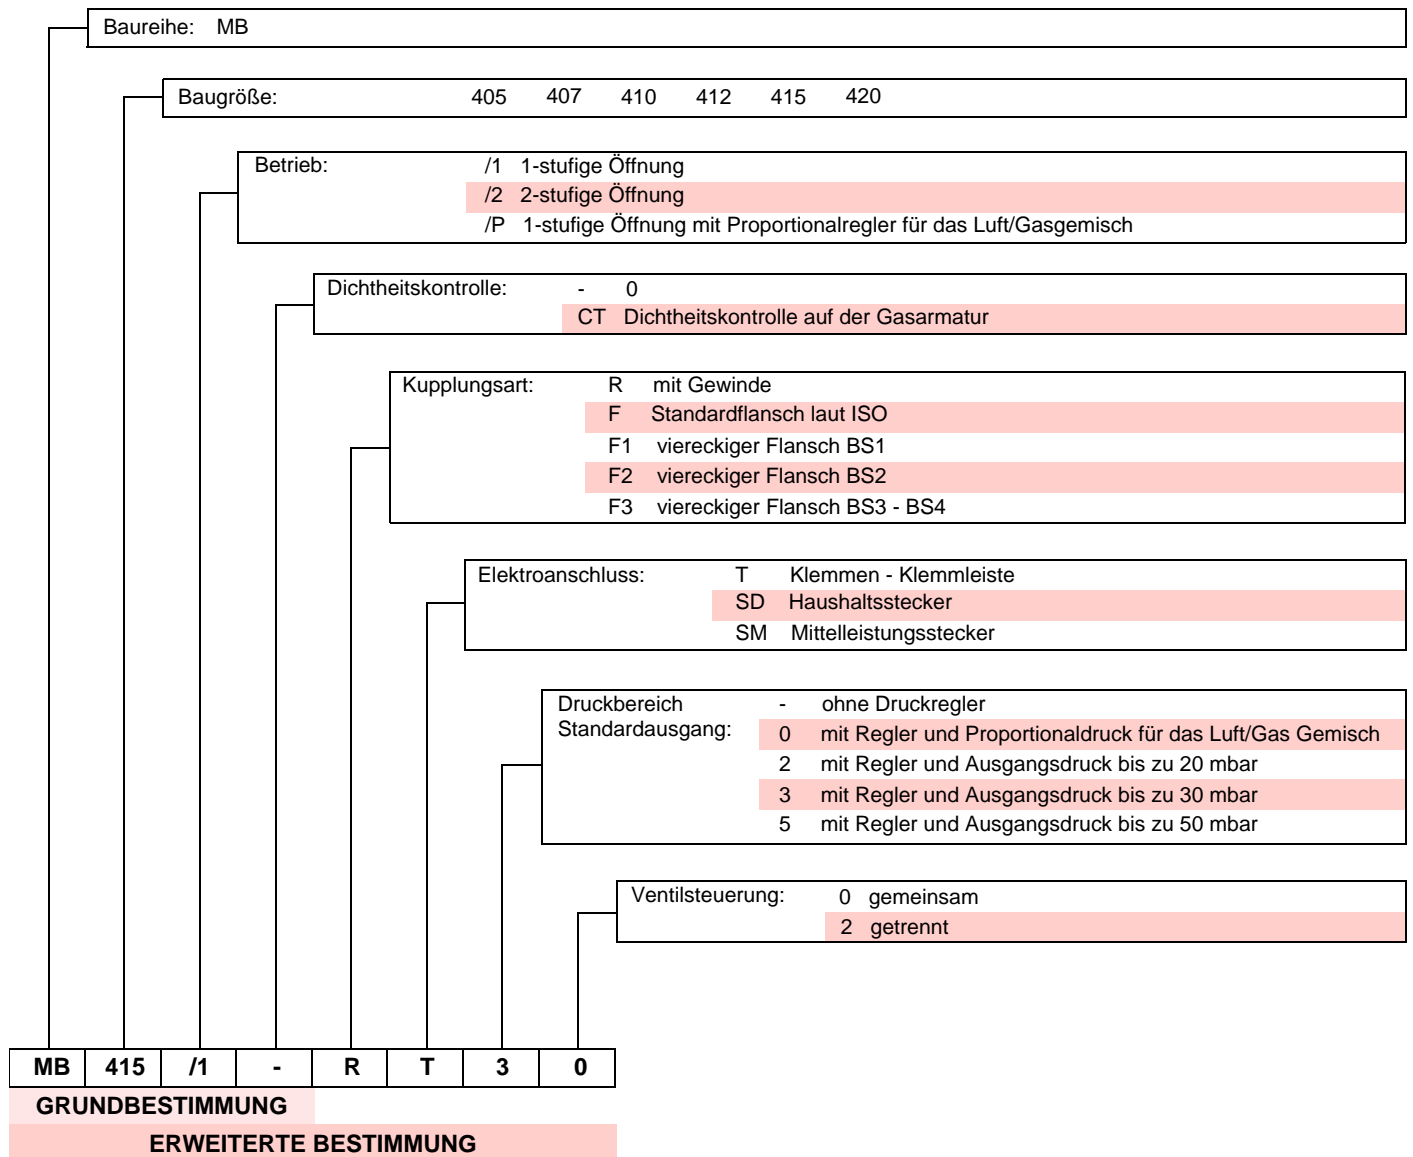 Baureihe: MB
Baugröße: 405 407 410 412 415 420
Betrieb: /1 1-stufige Öffnung
/2 2-stufige Öffnung
/P 1-stufige Öffnung mit Proportionalregler für das Luft/Gasgemisch
Dichtheitskontrolle: - 0
CT Dichtheitskontrolle auf der Gasarmatur
Kupplungsart: R mit Gewinde
F Standardflansch laut ISO
F1 viereckiger Flansch BS1
F2 viereckiger Flansch BS2
F3 viereckiger Flansch BS3 - BS4
Elektroanschluss: T Klemmen - Klemmleiste
SD Haushaltsstecker
SM Mittelleistungsstecker
Druckbereich - ohne Druckregler
Standardausgang: 0 mit Regler und Proportionaldruck für das Luft/Gas Gemisch
2 mit Regler und Ausgangsdruck bis zu 20 mbar
3 mit Regler und Ausgangsdruck bis zu 30 mbar
5 mit Regler und Ausgangsdruck bis zu 50 mbar
Ventilsteuerung: 0 gemeinsam
2 getrennt
MB 415 /1 - R T 3 0
GRUNDBESTIMMUNG
ERWEITERTE BESTIMMUNG